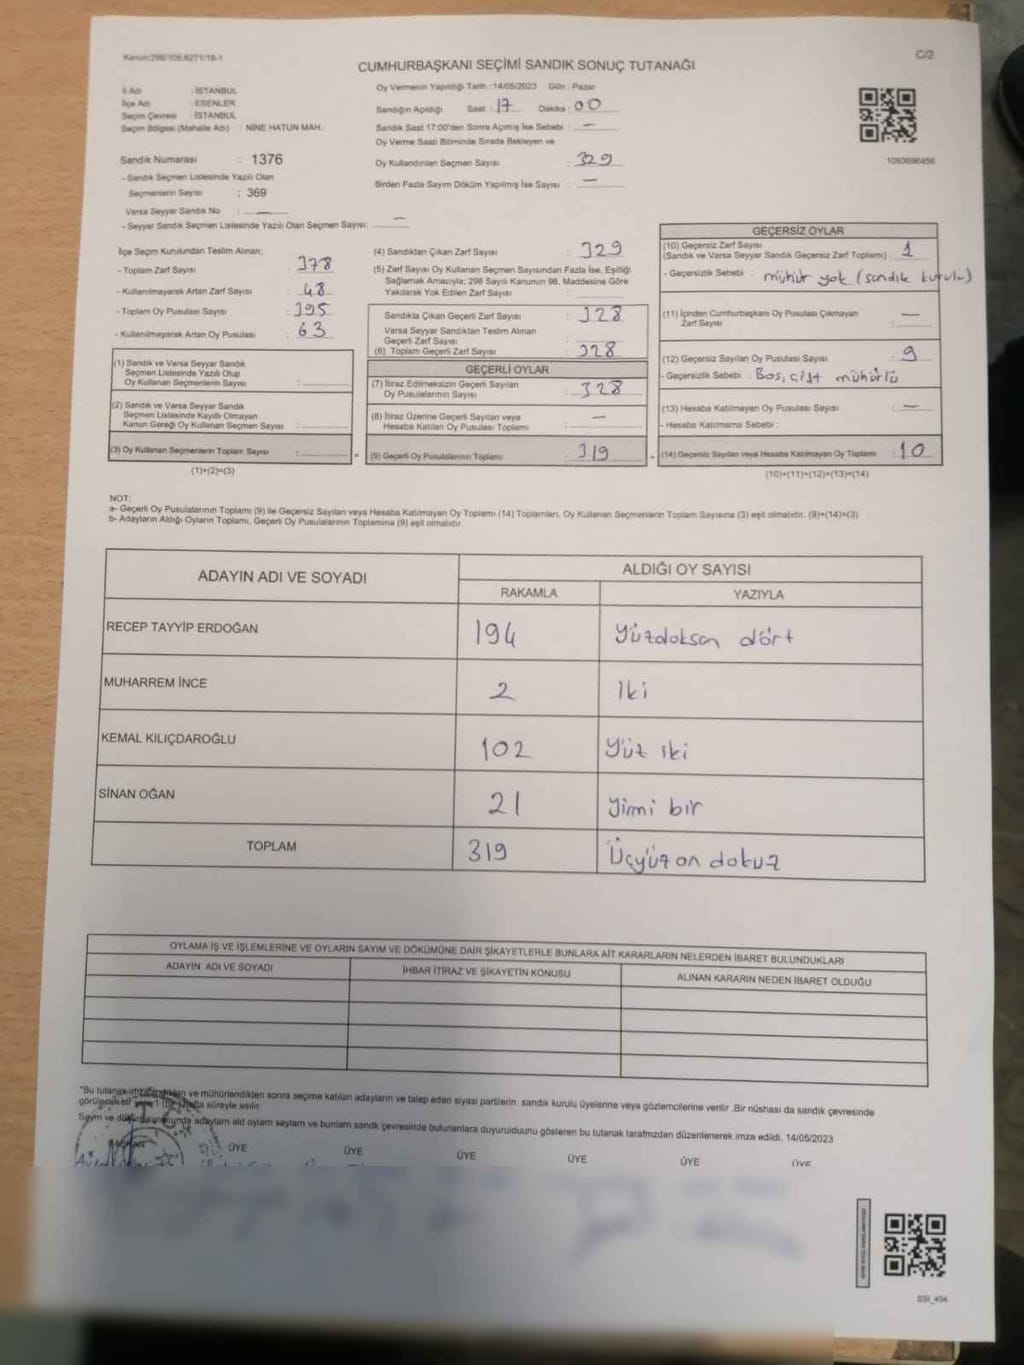 Kanun:298/105;6271/18-1
C/2
CUMHURBAŞKANI SEÇİMİ SANDIK SONUÇ TUTANAĞI
İl Adı : İSTANBUL
İlçe Adı : ESENLER
Seçim Çevresi : İSTANBUL
Seçim Bölgesi (Mahalle Adı) : NİNE HATUN MAH.
Sandık Numarası : 1376
- Sandık Seçmen Listesinde Yazılı Olan
Seçmenlerin Sayısı : 369
Varsa Seyyar Sandık No : —
- Seyyar Sandık Seçmen Listesinde Yazılı Olan Seçmen Sayısı: —
Oy Vermenin Yapıldığı Tarih :14/05/2023 Gün : Pazar
Sandığın Açıldığı Saat : 17 Dakika : 00
Sandık Saat 17:00'den Sonra Açımış İse Sebebi : —
Oy Verme Saati Bitiminde Sırada Bekleyen ve
Oy Kullandırılan Seçmen Sayısı : 329
Birden Fazla Sayım Döküm Yapılmış İse Sayısı : —
1093696456
İlçe Seçim Kurulundan Teslim Alınan;
- Toplam Zarf Sayısı : 378
- Kullanılmayarak Artan Zarf Sayısı : 48
- Toplam Oy Pusulası Sayısı : 395
- Kullanılmayarak Artan Oy Pusulası : 63
(1) Sandık ve Varsa Seyyar Sandık
Seçmen Listesinde Yazılı Olup
Oy Kullanan Seçmenlerin Sayısı :
(2) Sandık ve Varsa Seyyar Sandık
Seçmen Listesinde Kayıtlı Olmayan
Kanun Gereği Oy Kullanan Seçmen Sayısı :
(3) Oy Kullanan Seçmenlerin Toplam Sayısı :
(1)+(2)=(3)
(4) Sandıktan Çıkan Zarf Sayısı : 329
(5) Zarf Sayısı Oy Kullanan Seçmen Sayısından Fazla İse, Eşitliği
Sağlamak Amacıyla; 298 Sayılı Kanunun 98. Maddesine Göre
Yakılarak Yok Edilen Zarf Sayısı :
Sandıkta Çıkan Geçerli Zarf Sayısı : 328
Varsa Seyyar Sandıktan Teslim Alınan
Geçerli Zarf Sayısı :
(6) Toplam Geçerli Zarf Sayısı : 328
GEÇERLİ OYLAR
(7) İtiraz Edilmeksizin Geçerli Sayılan
Oy Pusulalarının Sayısı : 328
(8) İtiraz Üzerine Geçerli Sayılan veya
Hesaba Katılan Oy Pusulası Toplamı : —
(9) Geçerli Oy Pusulalarının Toplamı : 319
GEÇERSİZ OYLAR
(10) Geçersiz Zarf Sayısı
(Sandık ve Varsa Seyyar Sandık Geçersiz Zarf Toplamı) : 1
- Geçersizlik Sebebi : mühür yok (sandık kurulu)
(11) İçinden Cumhurbaşkanı Oy Pusulası Çıkmayan
Zarf Sayısı : —
(12) Geçersiz Sayılan Oy Pusulası Sayısı : 9
- Geçersizlik Sebebi : Boş, çift mühürlü
(13) Hesaba Katılmayan Oy Pusulası Sayısı : —
- Hesaba Katılmama Sebebi :
(14) Geçersiz Sayılan veya Hesaba Katılmayan Oy Toplamı : 10
(10)+(11)+(12)+(13)=(14)
NOT:
a- Geçerli Oy Pusulalarının Toplamı (9) ile Geçersiz Sayılan veya Hesaba Katılmayan Oy Toplamı (14) Toplamları, Oy Kullanan Seçmenlerin Toplam Sayısına (3) eşit olmalıdır. (9)+(14)=(3)
b- Adayların Aldığı Oyların Toplamı, Geçerli Oy Pusulalarının Toplamına (9) eşit olmalıdır.
ADAYIN ADI VE SOYADI
ALDIĞI OY SAYISI
RAKAMLA YAZIYLA
RECEP TAYYİP ERDOĞAN 194 Yüzdoksan dört
MUHARREM İNCE 2 İki
KEMAL KILIÇDAROĞLU 102 Yüz iki
SİNAN OĞAN 21 Yirmi bir
TOPLAM 319 Üçyüz on dokuz
OYLAMA İŞ VE İŞLEMLERİNE VE OYLARIN SAYIM VE DÖKÜMÜNE DAİR ŞİKAYETLERLE BUNLARA AİT KARARLARIN NELERDEN İBARET BULUNDUKLARI
ADAYIN ADI VE SOYADI İHBAR İTİRAZ VE ŞİKAYETİN KONUSU ALINAN KARARIN NEDEN İBARET OLDUĞU
"Bu tutanak imzalandıktan ve mühürlendikten sonra seçime katılan adayların ve talep eden siyasi partilerin sandık kurulu üyelerine veya gözlemcilerine verilir .Bir nüshası da sandık çevresinde
görülecek bir yere 1 süreyle asılır.
Sayım ve adayların ald oyların sayların ve bunların sandk çevresinde bulunanlara duyurulduunu gösteren bu tutanak tarafmızdan düzenlenerek imza edildi. 14/05/2023
ÜYE ÜYE ÜYE ÜYE ÜYE ÜYE
SSI_404